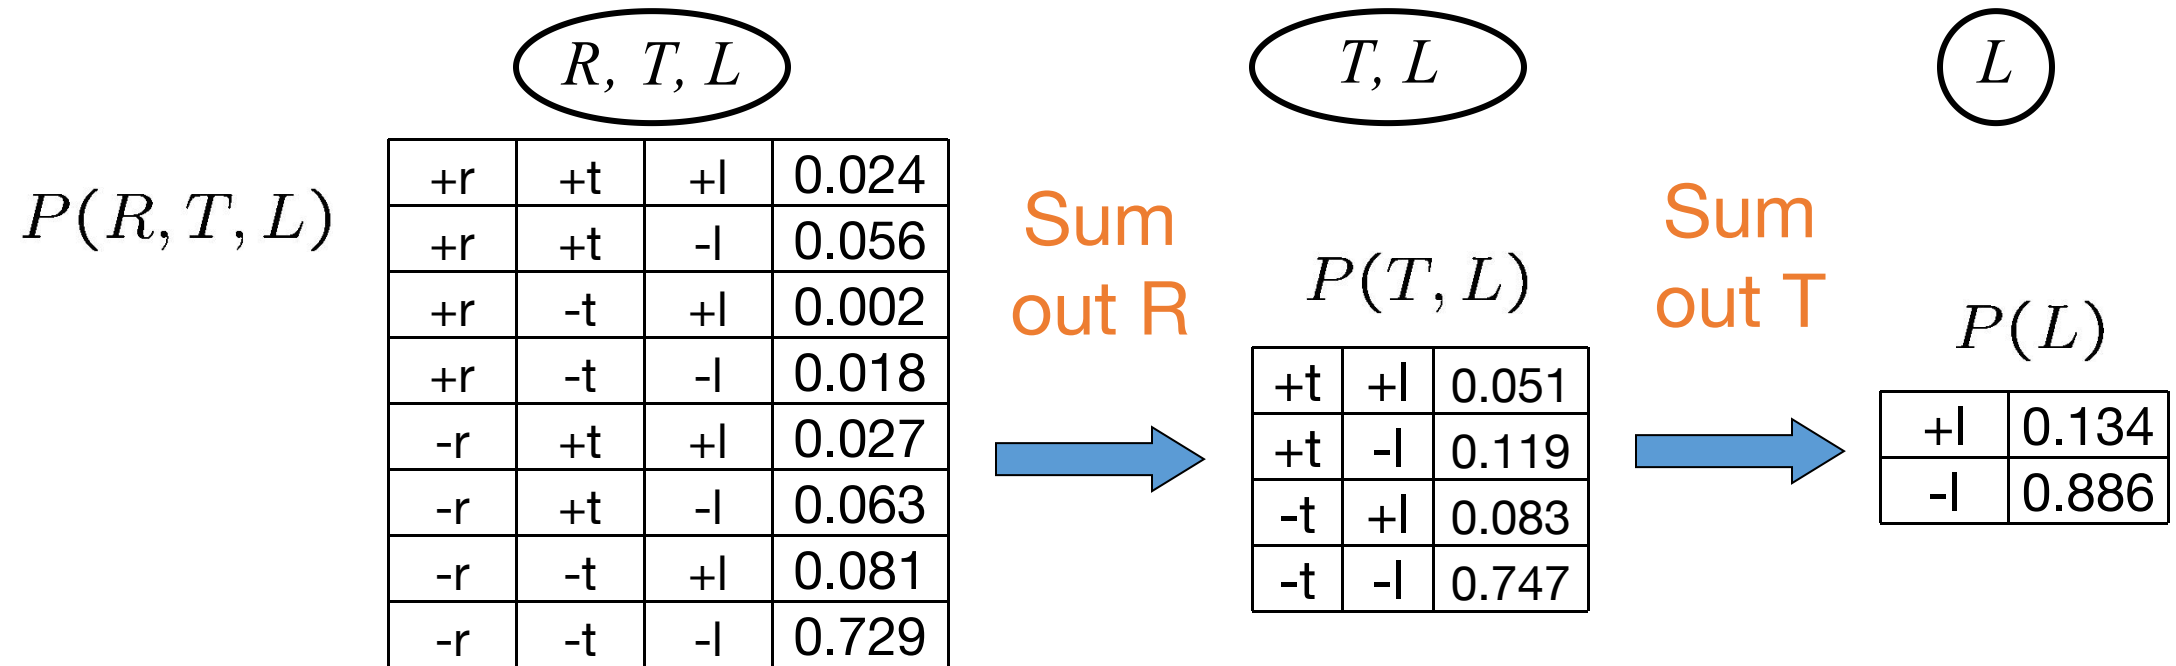 R, T, L
T, L
L
P(R, T, L)
+r +t +l 0.024
+r +t -l 0.056
+r -t +l 0.002
+r -t -l 0.018
-r +t +l 0.027
-r +t -l 0.063
-r -t +l 0.081
-r -t -l 0.729
Sum
out R
P(T, L)
+t +l 0.051
+t -l 0.119
-t +l 0.083
-t -l 0.747
Sum
out T
P(L)
+l 0.134
-l 0.886